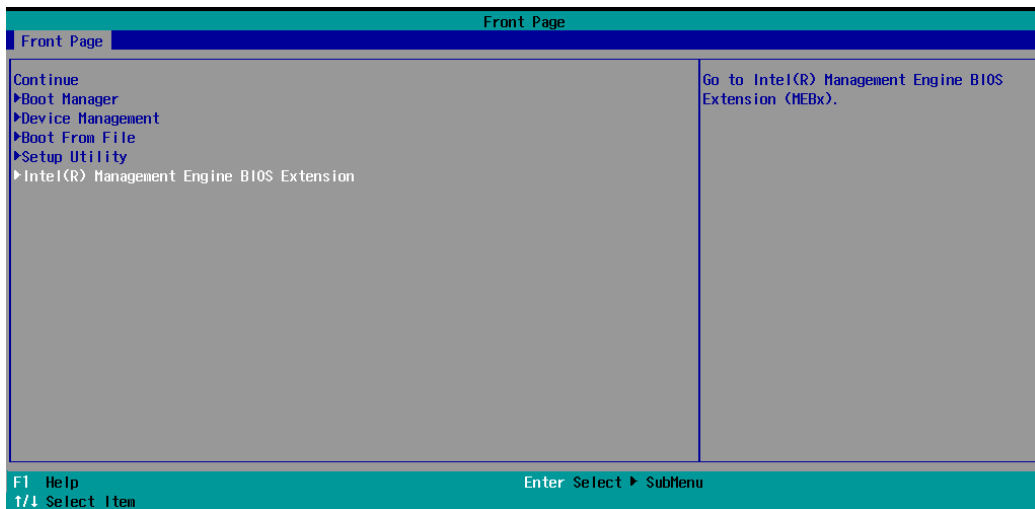 Front Page
Front Page
Continue
▶Boot Manager
▶Device Management
▶Boot From File
▶Setup Utility
▶Intel(R) Management Engine BIOS Extension
Go to Intel(R) Management Engine BIOS
Extension (MEBx).
F1 Help
Enter Select ▶ SubMenu
↑/↓ Select Item